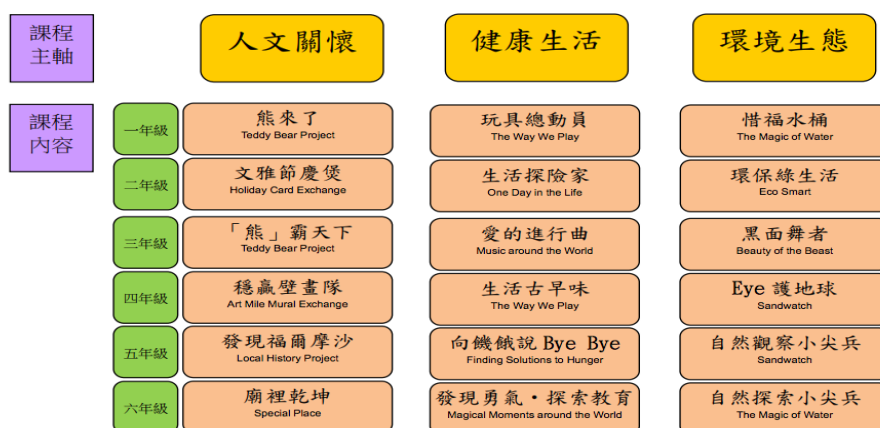 課程
主軸
人文關懷
健康生活
環境生態
課程
內容
一年級
熊來了
Teddy Bear Project
玩具總動員
The Way We Play
惜福水桶
The Magic of Water
二年級
文雅節慶煲
Holiday Card Exchange
生活探險家
One Day in the Life
環保綠生活
Eco Smart
三年級
「熊」霸天下
Teddy Bear Project
愛的進行曲
Music around the World
黑面舞者
Beauty of the Beast
四年級
穩贏壁畫隊
Art Mile Mural Exchange
生活古早味
The Way We Play
Eye 護地球
Sandwatch
五年級
發現福爾摩沙
Local History Project
向饑餓說 Bye Bye
Finding Solutions to Hunger
自然觀察小尖兵
Sandwatch
六年級
廟裡乾坤
Special Place
發現勇氣・探索教育
Magical Moments around the World
自然探索小尖兵
The Magic of Water